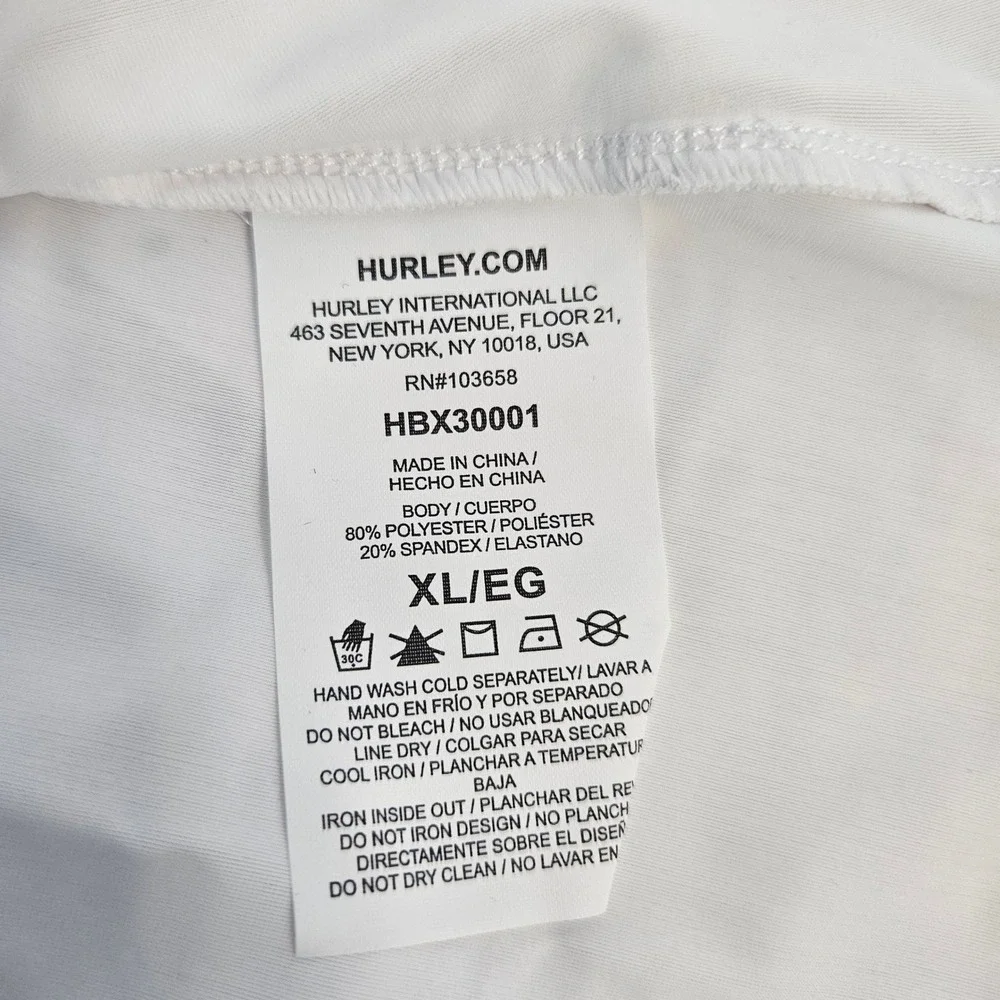 HURLEY.COM
HURLEY INTERNATIONAL LLC
463 SEVENTH AVENUE, FLOOR 21,
NEW YORK, NY 10018, USA
RN#103658
HBX30001
MADE IN CHINA /
HECHO EN CHINA
BODY / CUERPO
80% POLYESTER / POLIÉSTER
20% SPANDEX / ELASTANO
XL/EG
30C
HAND WASH COLD SEPARATELY/ LAVAR A
MANO EN FRÍO Y POR SEPARADO
DO NOT BLEACH / NO USAR BLANQUEADO
LINE DRY / COLGAR PARA SECAR
COOL IRON / PLANCHAR A TEMPERATUR
BAJA
IRON INSIDE OUT / PLANCHAR DEL RE
DO NOT IRON DESIGN / NO PLANCH
DIRECTAMENTE SOBRE EL DISEÑ
DO NOT DRY CLEAN / NO LAVAR EN